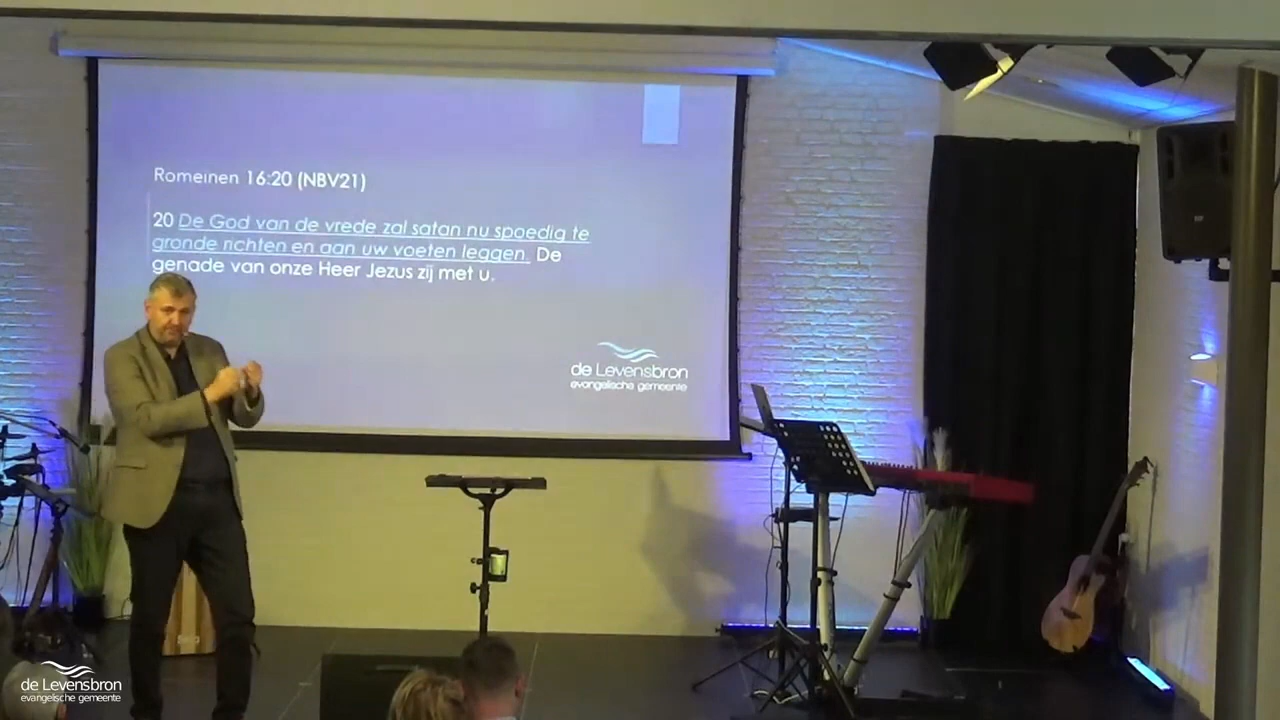 Romeinen 16:20 (NBV21)
20 De God van de vrede zal satan nu spoedig te
gronde richten en aan uw voeten leggen. De
genade van onze Heer Jezus zij met u.
de Levensbron
evangelische gemeente
de Levensbron
evangelische gemeente